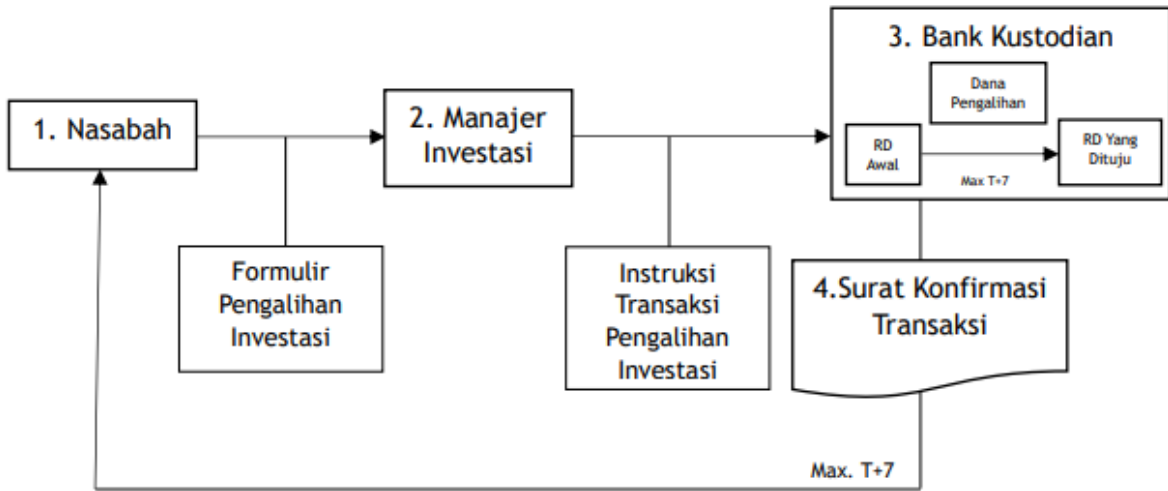 1. Nasabah
2. Manajer
Investasi
3. Bank Kustodian
Dana
Pengalihan
RD
Awal
RD Yang
Dituju
Max T+7
Formulir
Pengalihan
Investasi
Instruksi
Transaksi
Pengalihan
Investasi
4.Surat Konfirmasi
Transaksi
Max. T+7